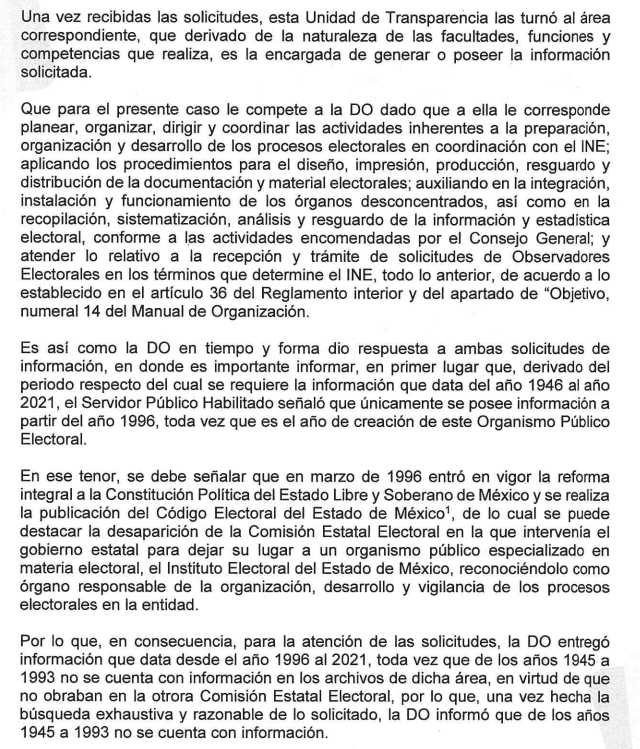 Una vez recibidas las solicitudes, esta Unidad de Transparencia las turnó al área
correspondiente, que derivado de la naturaleza de las facultades, funciones y
competencias que realiza, es la encargada de generar o poseer la información
solicitada.
Que para el presente caso le compete a la DO dado que a ella le corresponde
planear, organizar, dirigir y coordinar las actividades inherentes a la preparación,
organización y desarrollo de los procesos electorales en coordinación con el INE;
aplicando los procedimientos para el diseño, impresión, producción, resguardo y
distribución de la documentación y material electorales; auxiliando en la integración,
instalación y funcionamiento de los órganos desconcentrados, así como en la
recopilación, sistematización, análisis y resguardo de la información y estadística
electoral, conforme a las actividades encomendadas por el Consejo General; y
atender lo relativo a la recepción y trámite de solicitudes de Observadores
Electorales en los términos que determine el INE, todo lo anterior, de acuerdo a lo
establecido en el artículo 36 del Reglamento interior y del apartado de “Objetivo,
numeral 14 del Manual de Organización.
Es así como la DO en tiempo y forma dio respuesta a ambas solicitudes de
información, en donde es importante informar, en primer lugar que, derivado del
periodo respecto del cual se requiere la información que data del año 1946 al año
2021, el Servidor Público Habilitado señaló que únicamente se posee información a
partir del año 1996, toda vez que es el año de creación de este Organismo Público
Electoral.
En ese tenor, se debe señalar que en marzo de 1996 entró en vigor la reforma
integral a la Constitución Política del Estado Libre y Soberano de México y se realiza
la publicación del Código Electoral del Estado de México¹, de lo cual se puede
destacar la desaparición de la Comisión Estatal Electoral en la que intervenía el
gobierno estatal para dejar su lugar a un organismo público especializado en
materia electoral, el Instituto Electoral del Estado de México, reconociéndolo como
órgano responsable de la organización, desarrollo y vigilancia de los procesos
electorales en la entidad.
Por lo que, en consecuencia, para la atención de las solicitudes, la DO entregó
información que data desde el año 1996 al 2021, toda vez que de los años 1945 a
1993 no se cuenta con información en los archivos de dicha área, en virtud de que
no obraban en la otrora Comisión Estatal Electoral, por lo que, una vez hecha la
búsqueda exhaustiva y razonable de lo solicitado, la DO informó que de los años
1945 a 1993 no se cuenta con información.